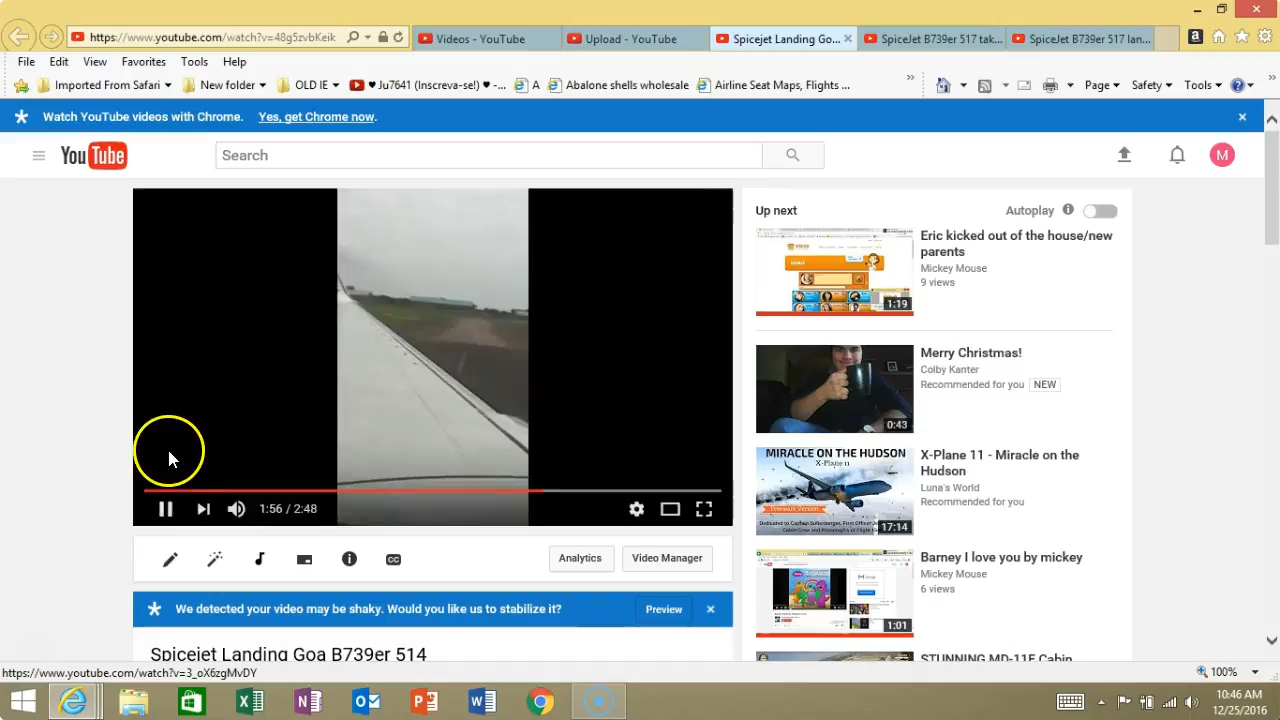 https://www.youtube.com/watch?v=48g5zvbKeik
Videos - YouTube
Upload - YouTube
Spicejet Landing Go...
SpiceJet B739er 517 tak...
SpiceJet B739er 517 lan...
File Edit View Favorites Tools Help
Imported From Safari
New folder
OLD IE
♥ Ju7641 (Inscreva-se!) ♥ -...
A
Abalone shells wholesale
Airline Seat Maps, Flights ...
Page
Safety
Tools
Watch YouTube videos with Chrome. Yes, get Chrome now.
YouTube
Search
M
Up next
Autoplay
Eric kicked out of the house/new
parents
Mickey Mouse
9 views
1:19
Merry Christmas!
Colby Kanter
Recommended for you NEW
0:43
MIRACLE ON THE HUDSON
X-Plane 11
17:14
X-Plane 11 - Miracle on the
Hudson
Luna's World
Recommended for you
Barney I love you by mickey
Mickey Mouse
6 views
1:01
STUNNING MD-11F Cabin
1:56 / 2:48
CC
Analytics
Video Manager
We detected your video may be shaky. Would you like us to stabilize it?
Preview
Spicejet Landing Goa B739er 514
https://www.youtube.com/watch?v=3_oX6zgMvDY
100%
10:46 AM
12/25/2016